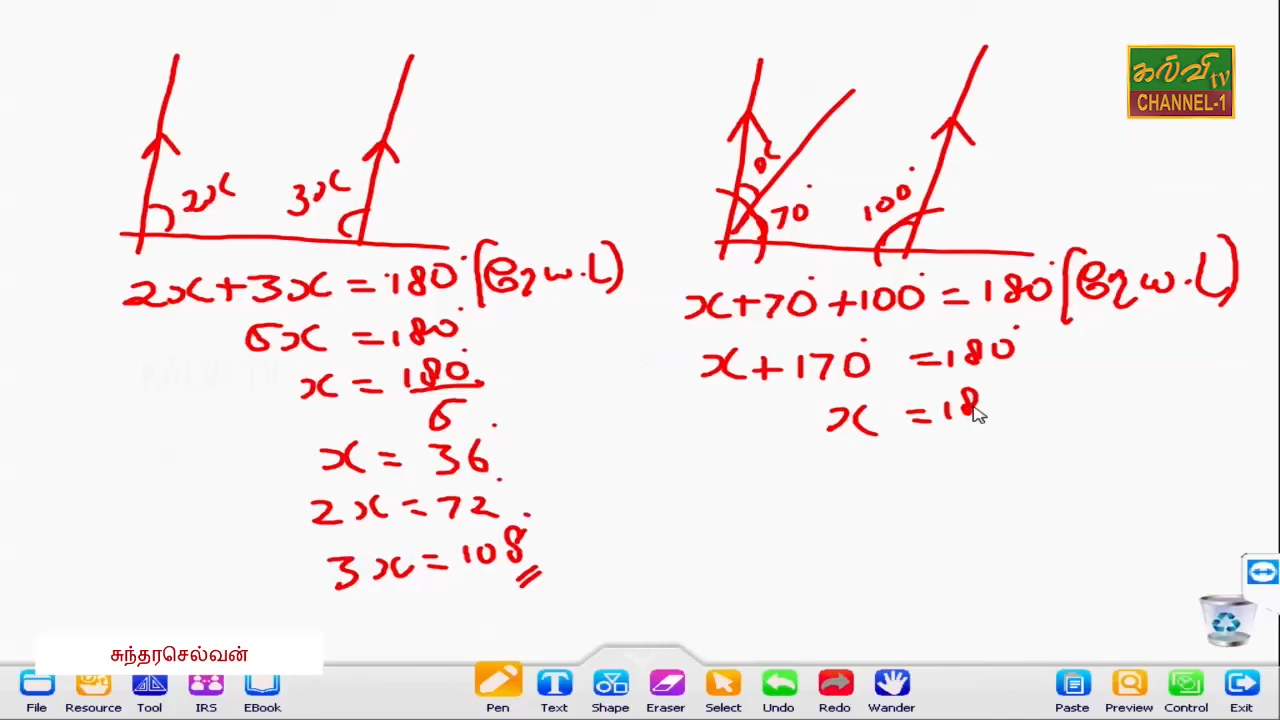 கல்வி tv
CHANNEL-1
2x
3x
x
70°
100°
2x+3x = 180° (நே.வ.ட)
5x = 180°
x = 180°/5
x = 36°
2x = 72°
3x = 108°
x+70°+100° = 180° (நே.வ.ட)
x+170° = 180°
x = 18
சுந்தரசெல்வன்
File Resource Tool IRS EBook Pen Text Shape Eraser Select Undo Redo Wander Paste Preview Control Exit